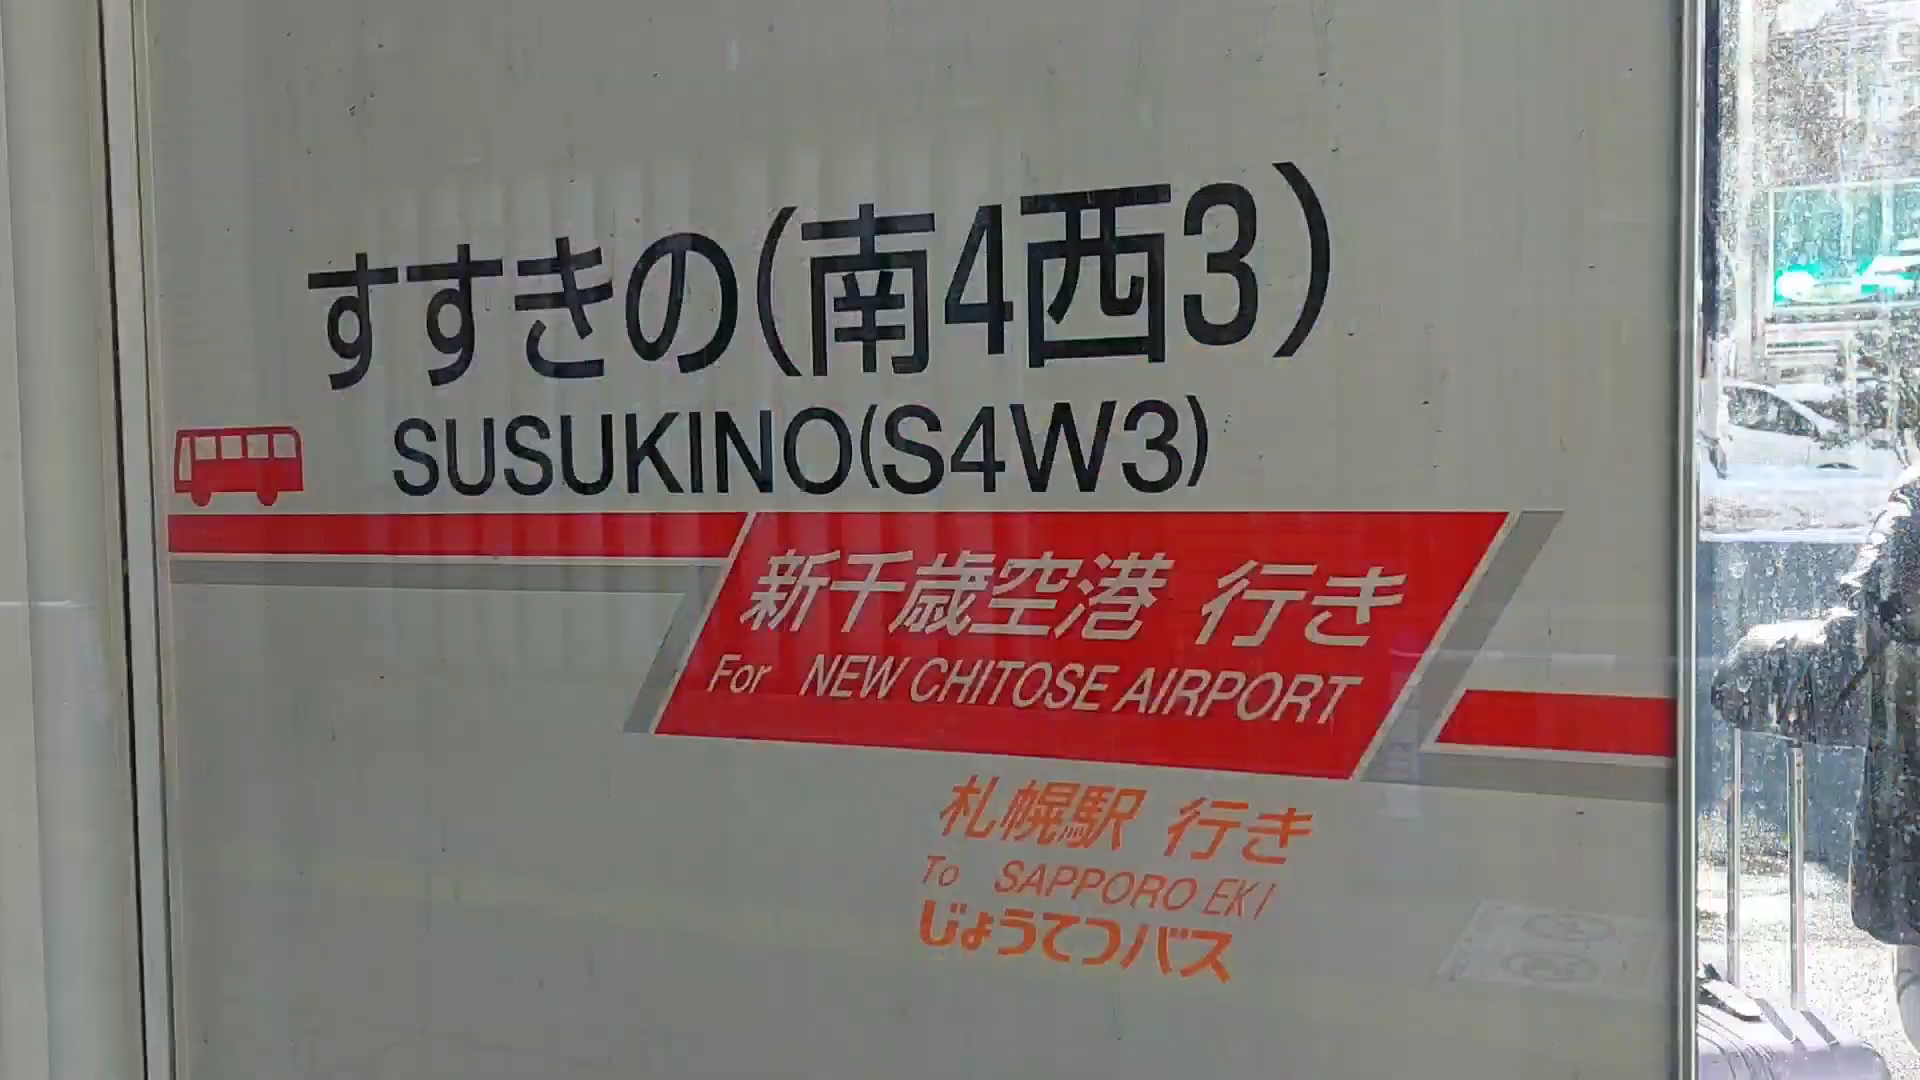 すすきの(南4西3)
SUSUKINO(S4W3)
新千歳空港 行き
For NEW CHITOSE AIRPORT
札幌駅 行き
To SAPPORO EKI
じょうてつバス